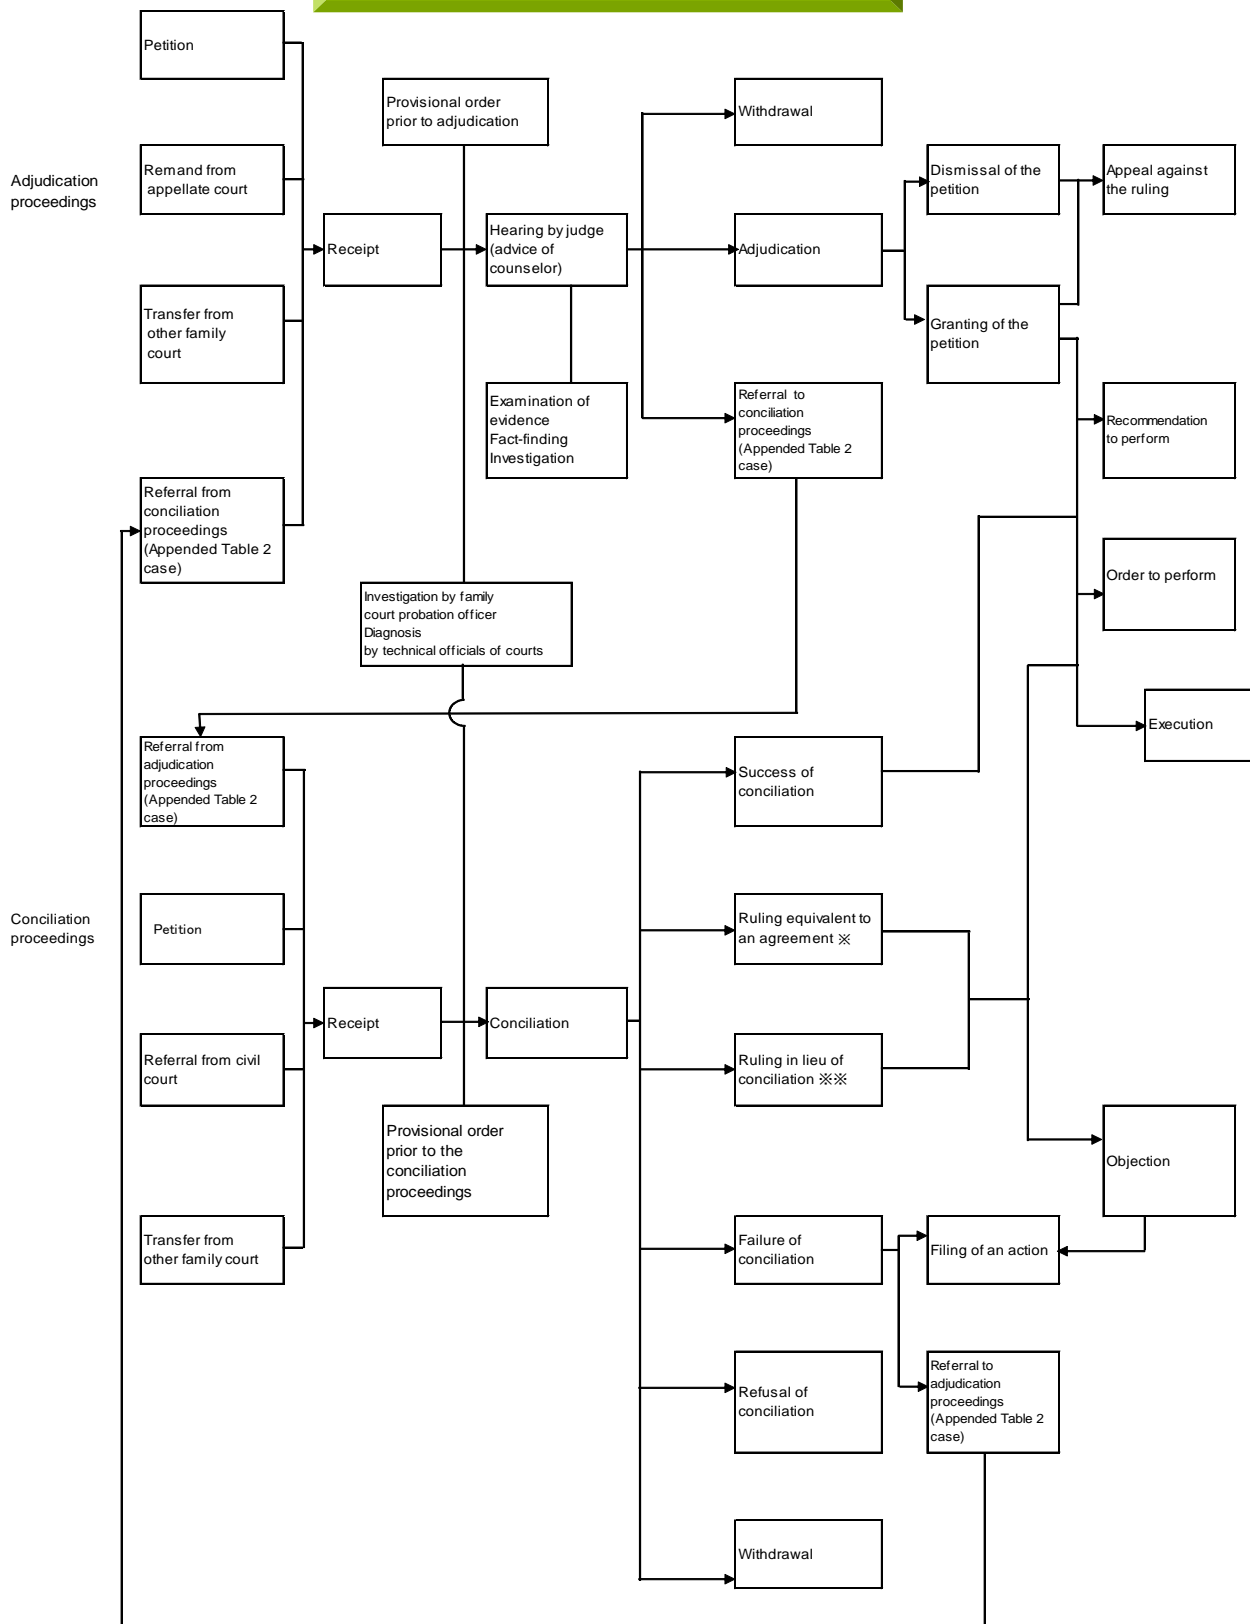 Petition
Provisional order
prior to adjudication
Withdrawal
Adjudication
proceedings
Remand from
appellate court
Dismissal of the
petition
Appeal against
the ruling
Receipt
Hearing by judge
(advice of
counselor)
Adjudication
Transfer from
other family
court
Granting of the
petition
Examination of
evidence
Fact-finding
Investigation
Referral to
conciliation
proceedings
(Appended Table 2
case)
Recommendation
to perform
Referral from
conciliation
proceedings
(Appended Table 2
case)
Order to perform
Investigation by family
court probation officer
Diagnosis
by technical officials of courts
Execution
Referral from
adjudication
proceedings
(Appended Table 2
case)
Success of
conciliation
Conciliation
proceedings
Petition
Ruling equivalent to
an agreement ※
Receipt
Conciliation
Referral from civil
court
Ruling in lieu of
conciliation ※※
Provisional order
prior to the
conciliation
proceedings
Objection
Transfer from
other family court
Failure of
conciliation
Filing of an action
Refusal of
conciliation
Referral to
adjudication
proceedings
(Appended Table 2
case)
Withdrawal